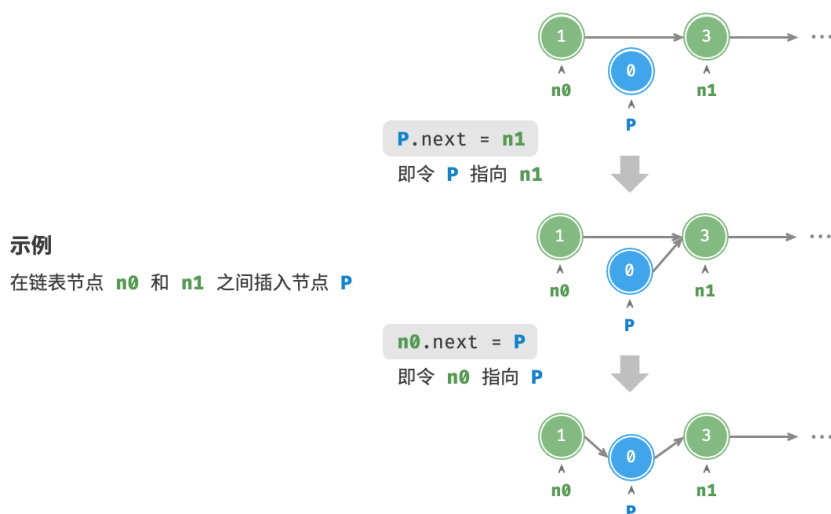 示例
在链表节点 n0 和 n1 之间插入节点 P
1 3 ...
0
n0 n1
P
P.next = n1
即令 P 指向 n1
1 3 ...
0
n0 n1
P
n0.next = P
即令 n0 指向 P
1 3 ...
0
n0 n1
P